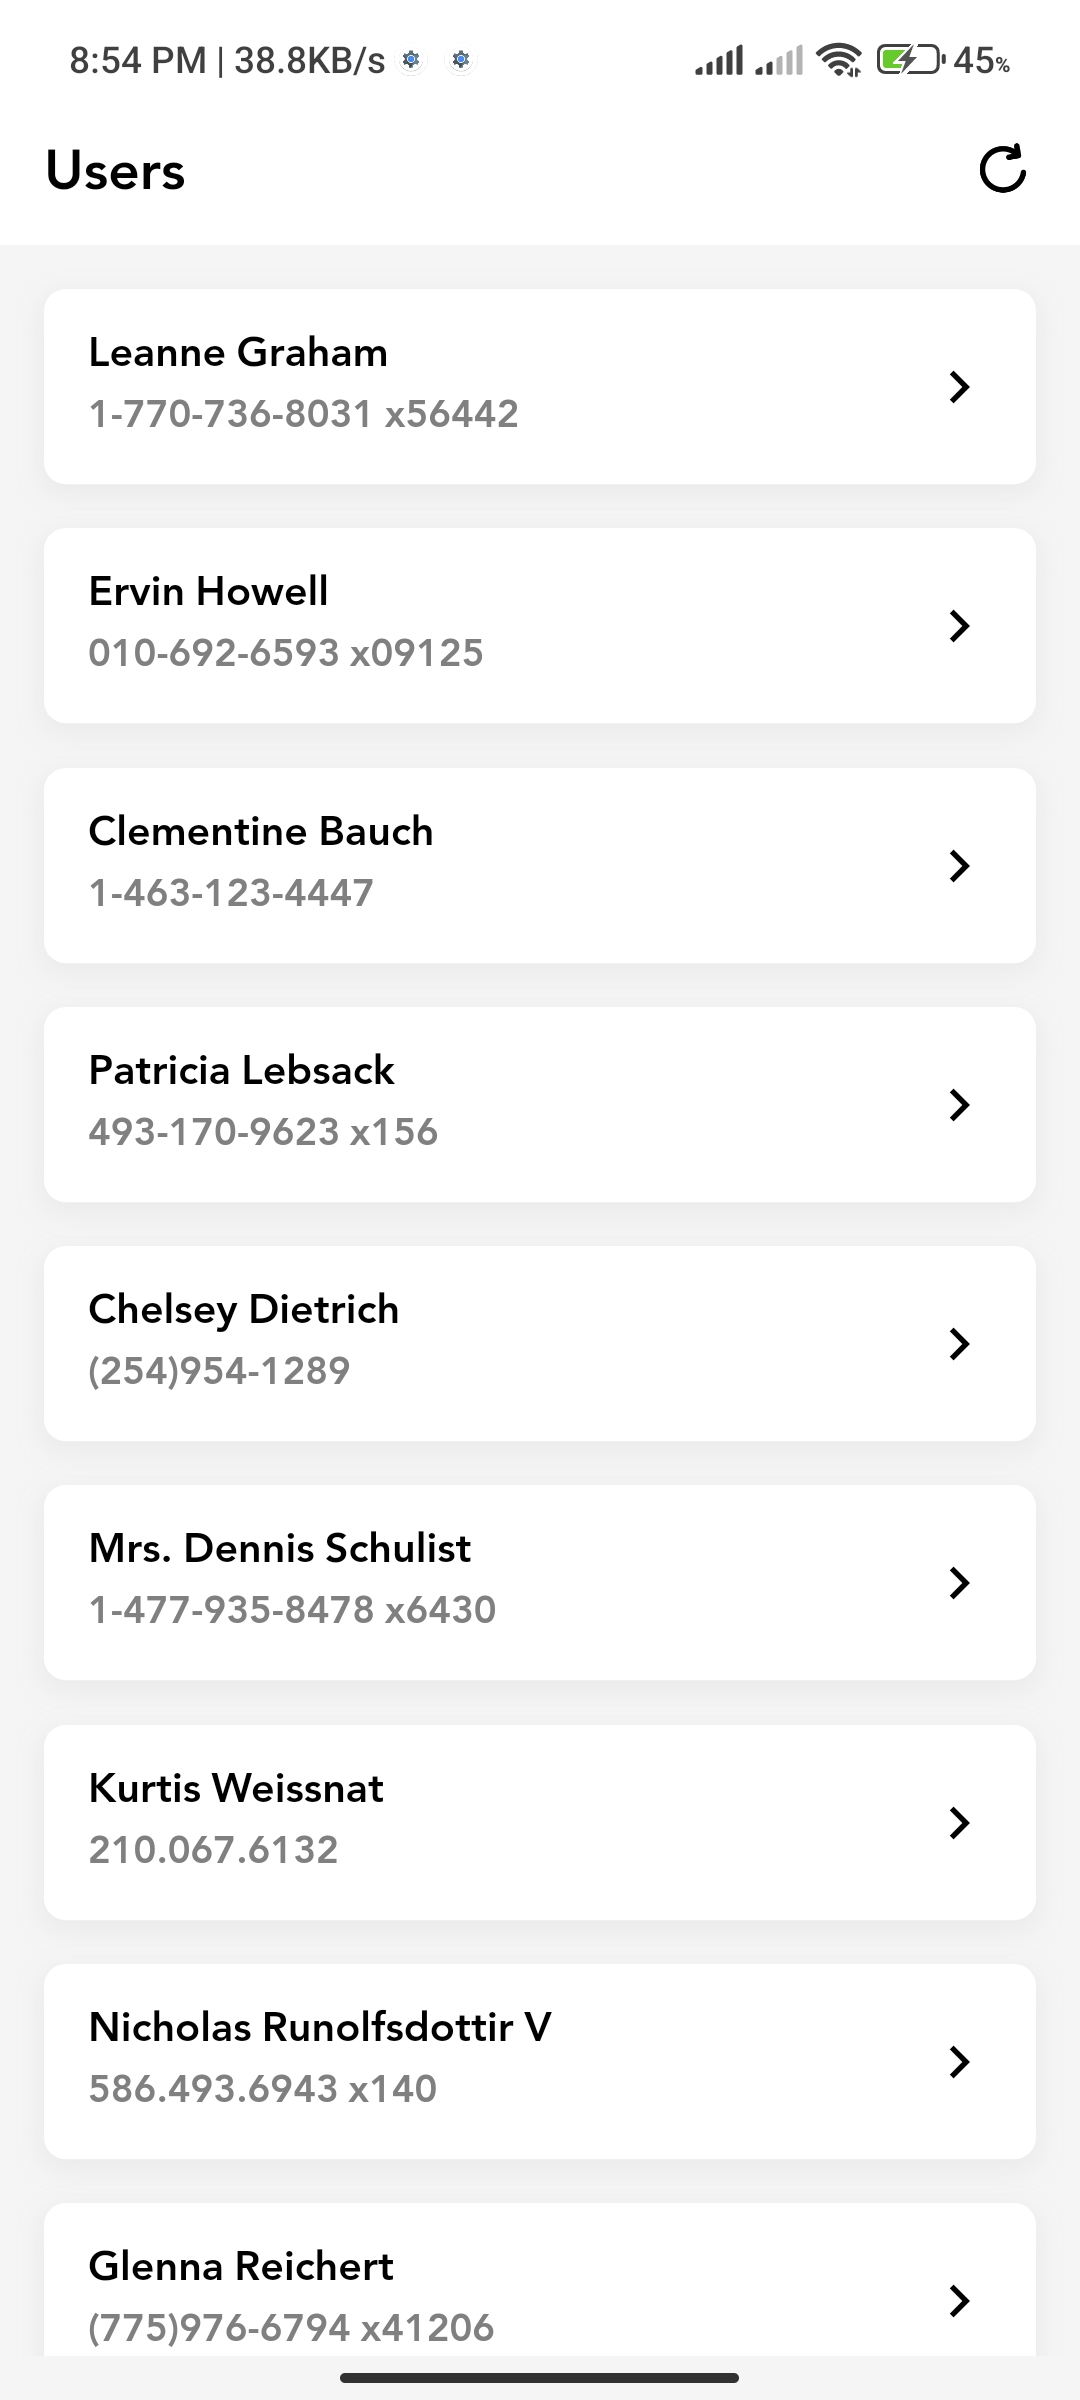 8:54 PM | 38.8KB/s 45%
Users
Leanne Graham
1-770-736-8031 x56442
Ervin Howell
010-692-6593 x09125
Clementine Bauch
1-463-123-4447
Patricia Lebsack
493-170-9623 x156
Chelsey Dietrich
(254)954-1289
Mrs. Dennis Schulist
1-477-935-8478 x6430
Kurtis Weissnat
210.067.6132
Nicholas Runolfsdottir V
586.493.6943 x140
Glenna Reichert
(775)976-6794 x41206